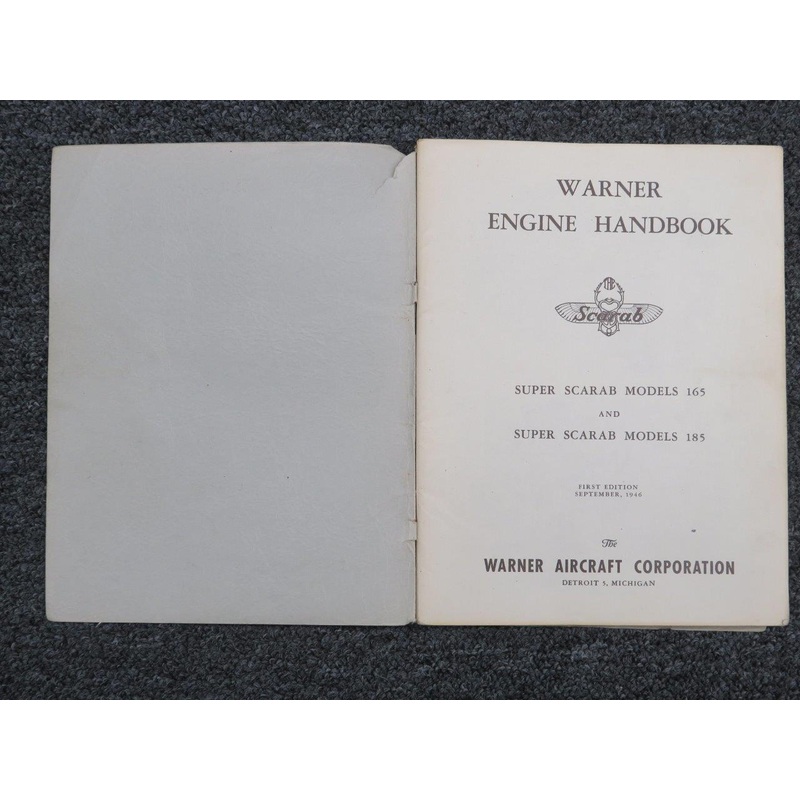 WARNER
ENGINE HANDBOOK
THE
Scarab
SUPER SCARAB MODELS 165
AND
SUPER SCARAB MODELS 185
FIRST EDITION
SEPTEMBER, 1946
The
WARNER AIRCRAFT CORPORATION
DETROIT 5, MICHIGAN